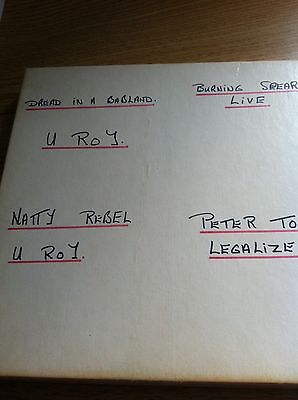 DREAD IN A BABLAND.
U ROY.
BURNING SPEAR
LIVE
NATTY REBEL
U ROY.
PETER TO
LEGALIZE